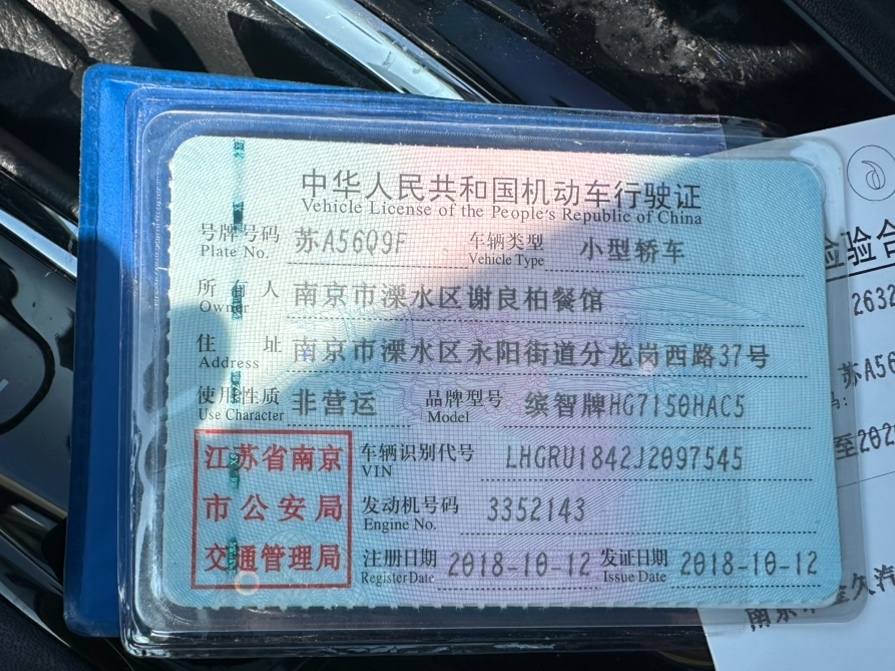 中华人民共和国机动车行驶证
Vehicle License of the People's Republic of China
号牌号码 苏A56Q9F 车辆类型 小型轿车
Plate No. Vehicle Type
所有人 南京市溧水区谢良柏餐馆
Owner
住址 南京市溧水区永阳街道分龙岗西路37号
Address
使用性质 非营运 品牌型号 缤智牌HG7150HAC5
Use Character Model
江苏省南京
市公安局
交通管理局
车辆识别代号 LHGRU1842J2097545
VIN
发动机号码 3352143
Engine No.
注册日期 2018-10-12 发证日期 2018-10-12
Register Date Issue Date
验合
2632
苏A56
至202
南京
久汽